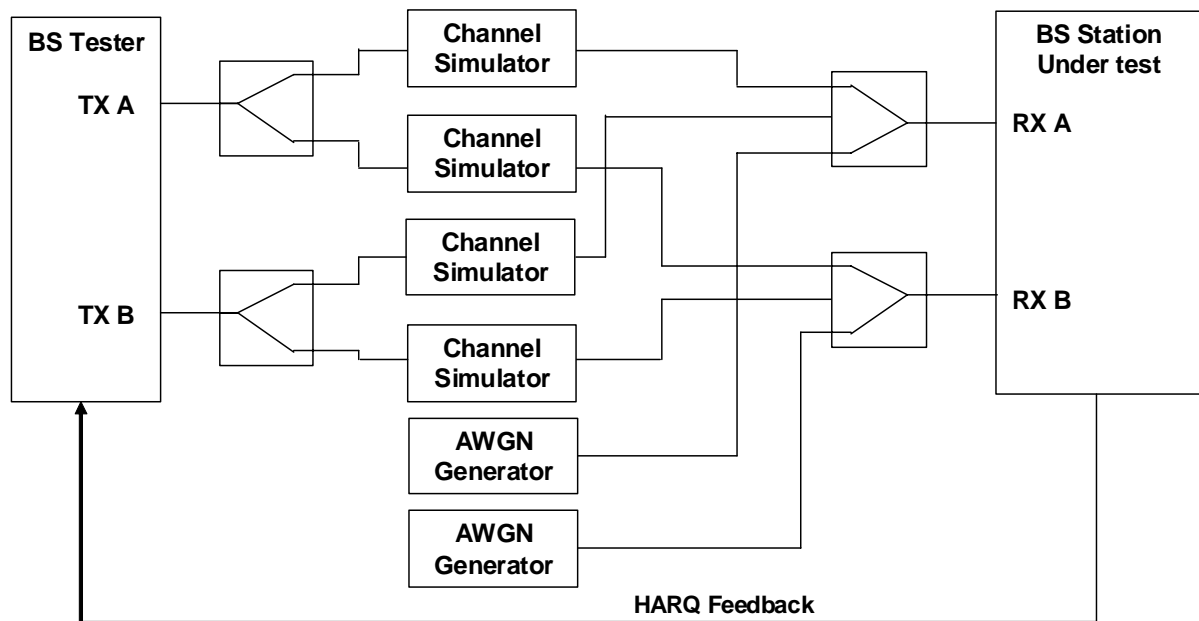 BS Tester
TX A
TX B
Channel
Simulator
Channel
Simulator
Channel
Simulator
Channel
Simulator
AWGN
Generator
AWGN
Generator
BS Station
Under test
RX A
RX B
HARQ Feedback